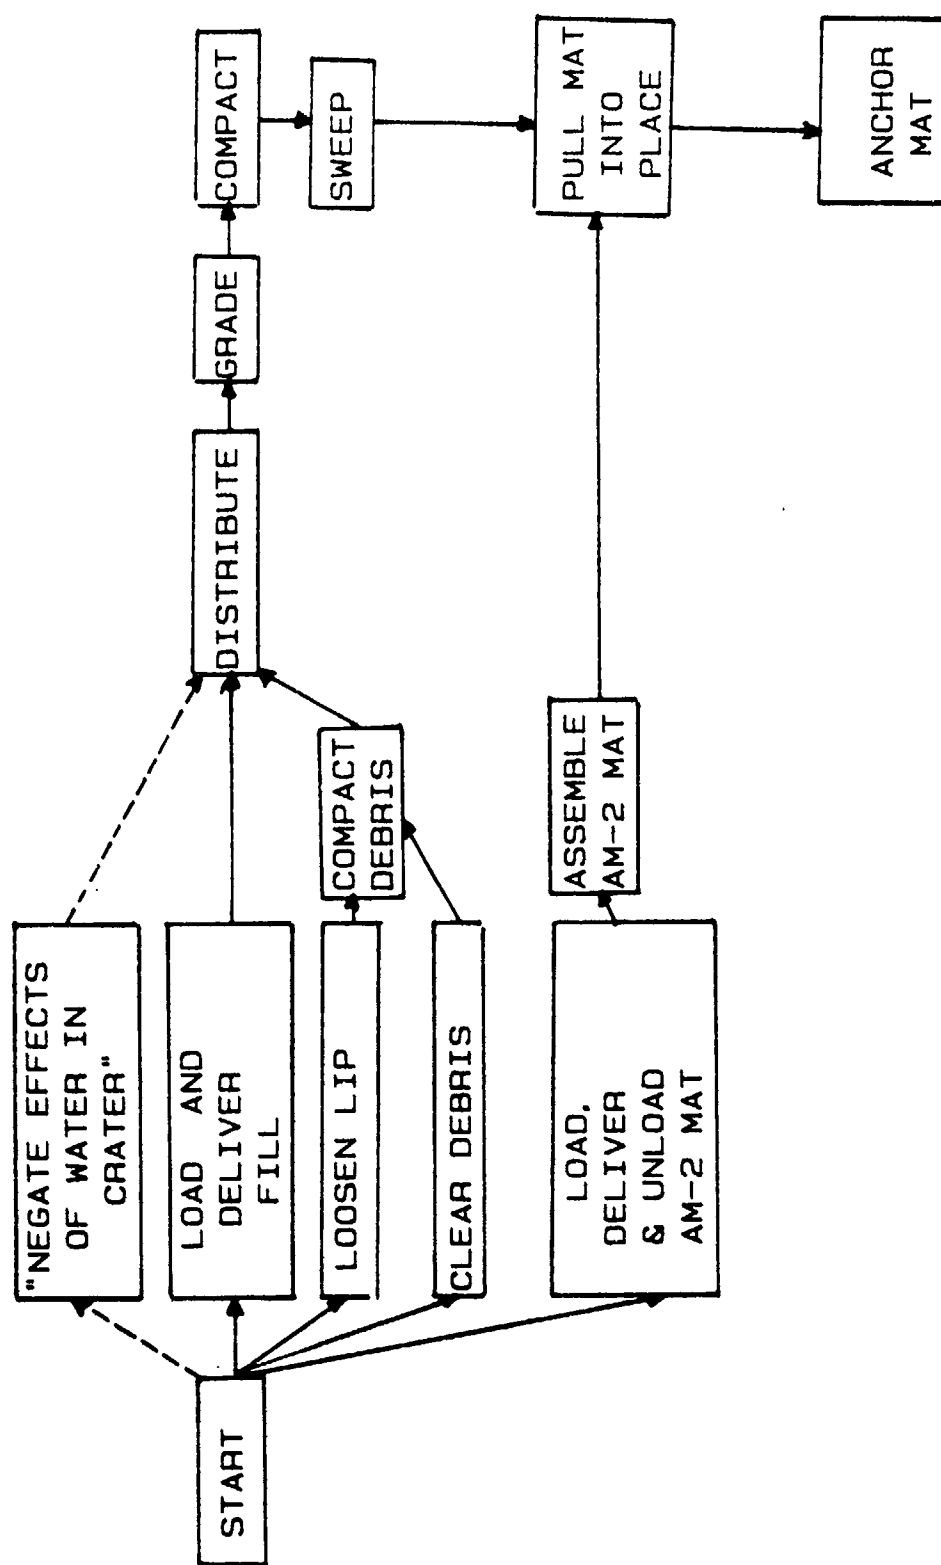 START
"NEGATE EFFECTS
OF WATER IN
CRATER"
LOAD AND
DELIVER
FILL
LOOSEN LIP
CLEAR DEBRIS
LOAD,
DELIVER
& UNLOAD
AM-2 MAT
COMPACT
DEBRIS
ASSEMBLE
AM-2 MAT
DISTRIBUTE
GRADE
COMPACT
SWEEP
PULL MAT
INTO
PLACE
ANCHOR
MAT